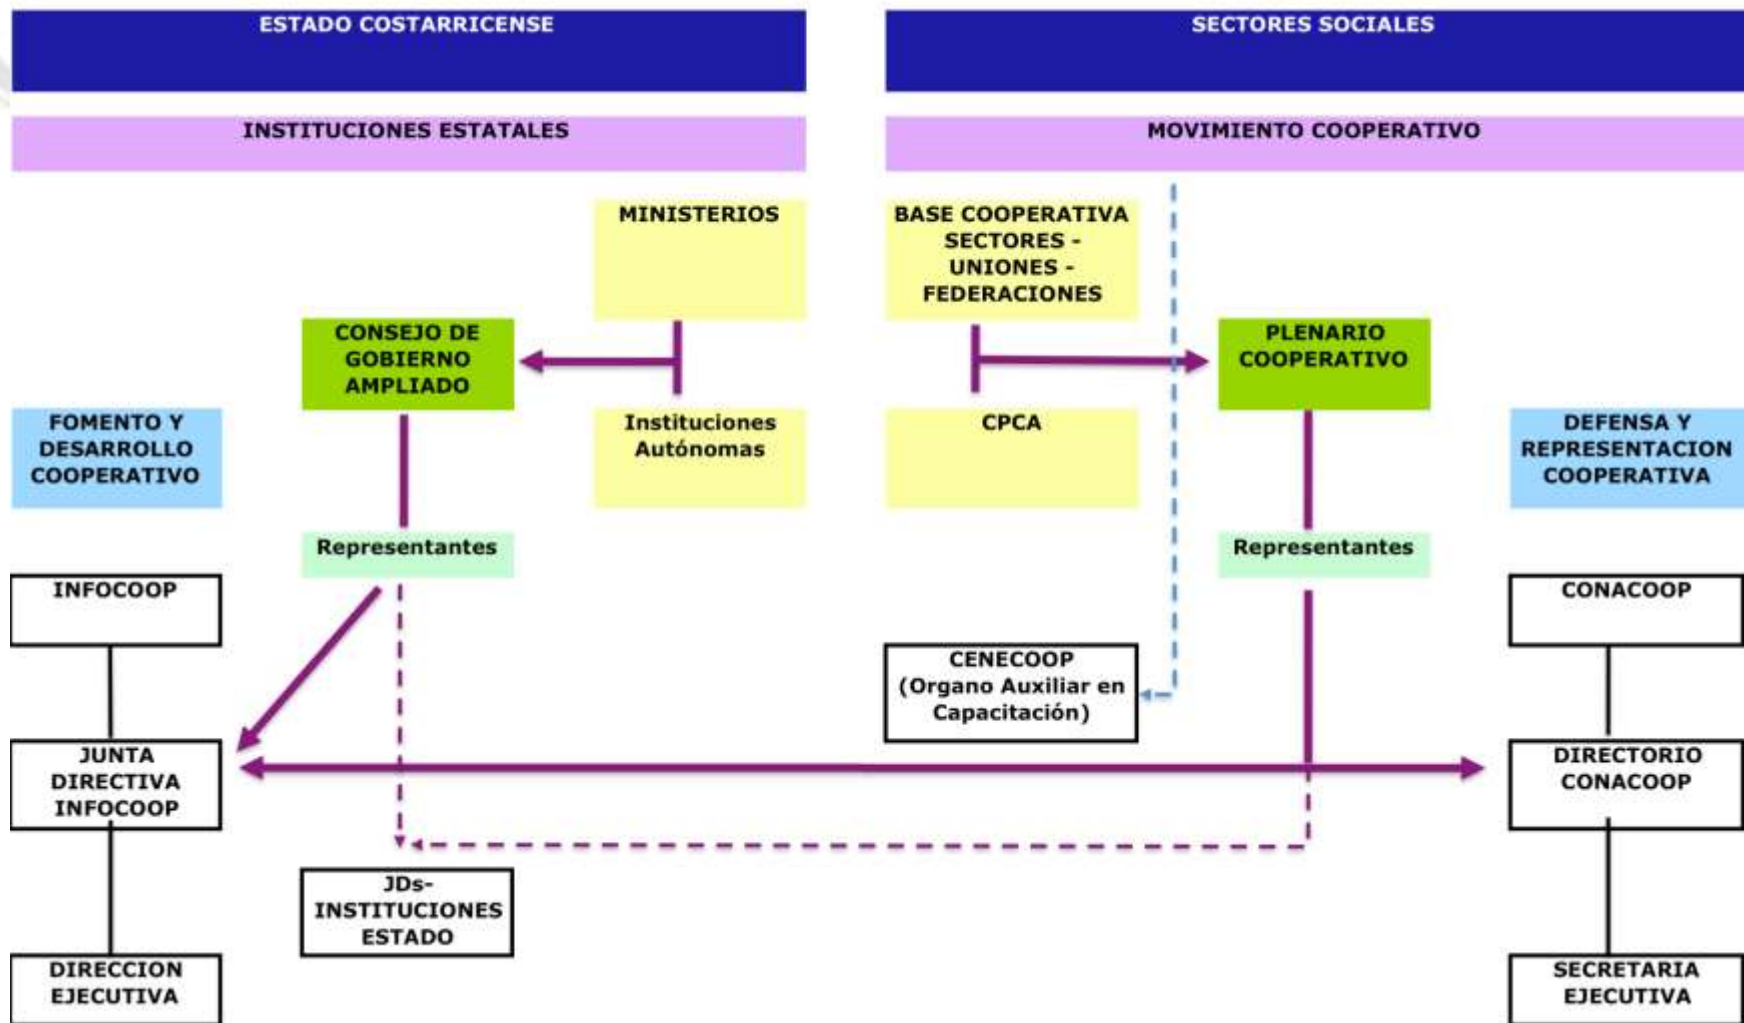 ESTADO COSTARRICENSE
SECTORES SOCIALES
INSTITUCIONES ESTATALES
MOVIMIENTO COOPERATIVO
MINISTERIOS
BASE COOPERATIVA
SECTORES -
UNIONES -
FEDERACIONES
CONSEJO DE
GOBIERNO
AMPLIADO
PLENARIO
COOPERATIVO
FOMENTO Y
DESARROLLO
COOPERATIVO
Instituciones
Autónomas
CPCA
DEFENSA Y
REPRESENTACION
COOPERATIVA
Representantes
Representantes
INFOCOOP
CONACOOP
CENECOOP
(Organo Auxiliar en
Capacitación)
JUNTA
DIRECTIVA
INFOCOOP
DIRECTORIO
CONACOOP
JDs-
INSTITUCIONES
ESTADO
DIRECCION
EJECUTIVA
SECRETARIA
EJECUTIVA